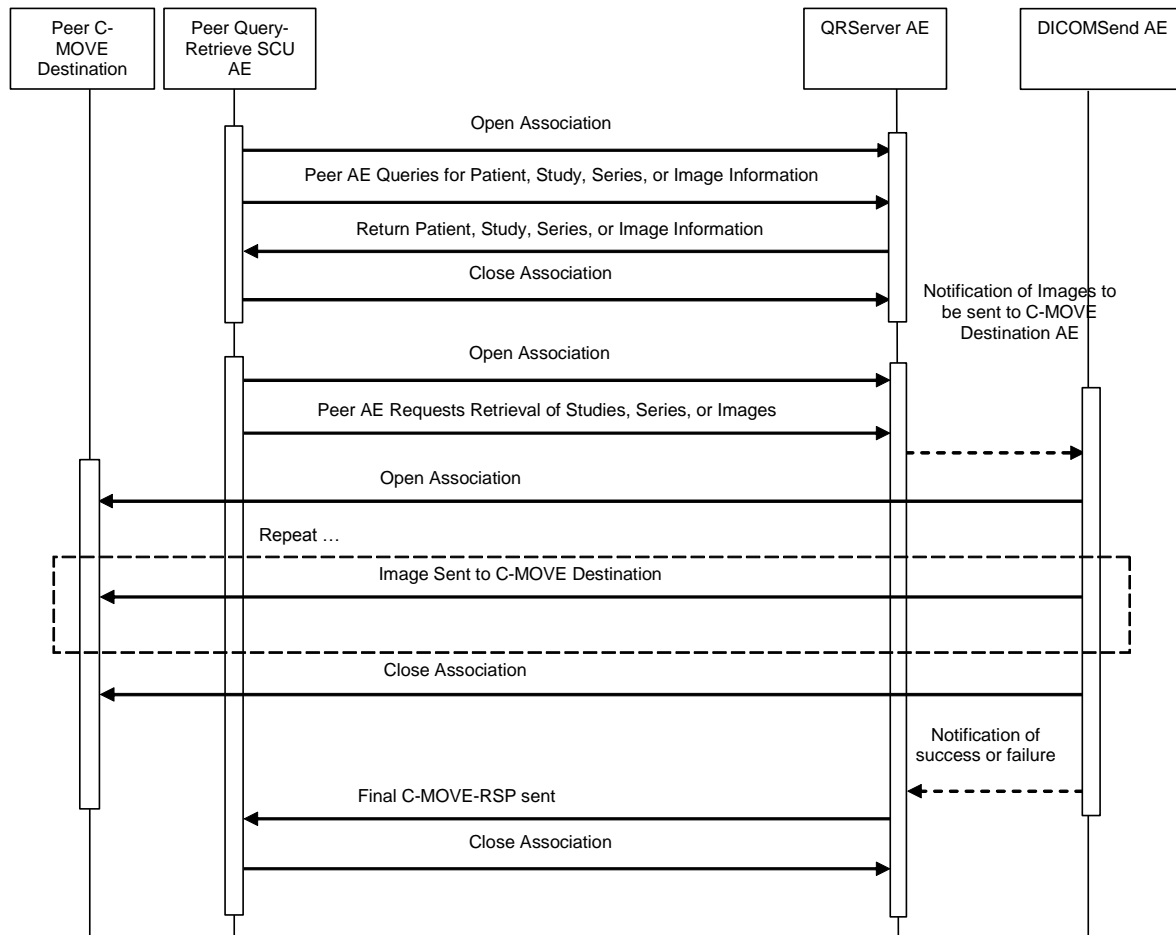 Peer C-
MOVE
Destination
Peer Query-
Retrieve SCU
AE
QRServer AE
DICOMSend AE
Open Association
Peer AE Queries for Patient, Study, Series, or Image Information
Return Patient, Study, Series, or Image Information
Close Association
Notification of Images to
be sent to C-MOVE
Destination AE
Open Association
Peer AE Requests Retrieval of Studies, Series, or Images
Open Association
Repeat …
Image Sent to C-MOVE Destination
Close Association
Notification of
success or failure
Final C-MOVE-RSP sent
Close Association